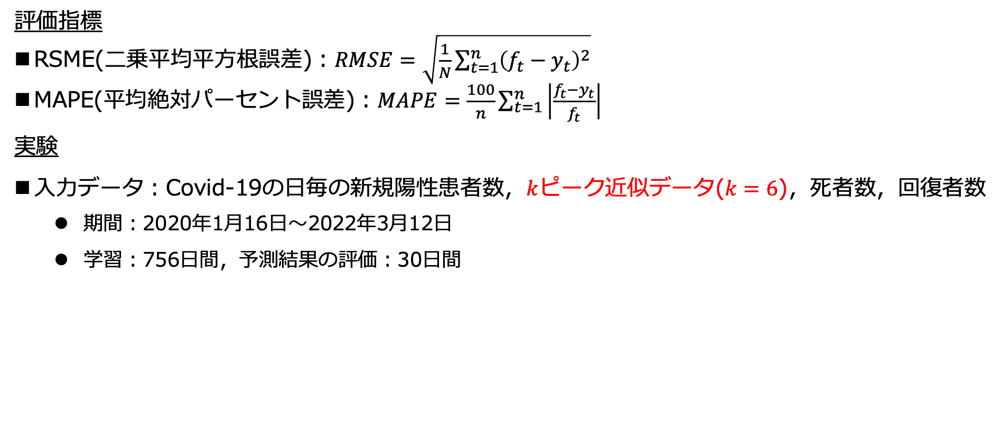 評価指標
■RSME(二乗平均平方根誤差)：$RMSE = \sqrt{\frac{1}{N}\sum_{t=1}^{n}(f_t - y_t)^2}$
■MAPE(平均絶対パーセント誤差)：$MAPE = \frac{100}{n}\sum_{t=1}^{n}\left|\frac{f_t - y_t}{f_t}\right|$
実験
■入力データ：Covid-19の日毎の新規陽性患者数，kピーク近似データ(k = 6)，死者数，回復者数
● 期間：2020年1月16日～2022年3月12日
● 学習：756日間，予測結果の評価：30日間